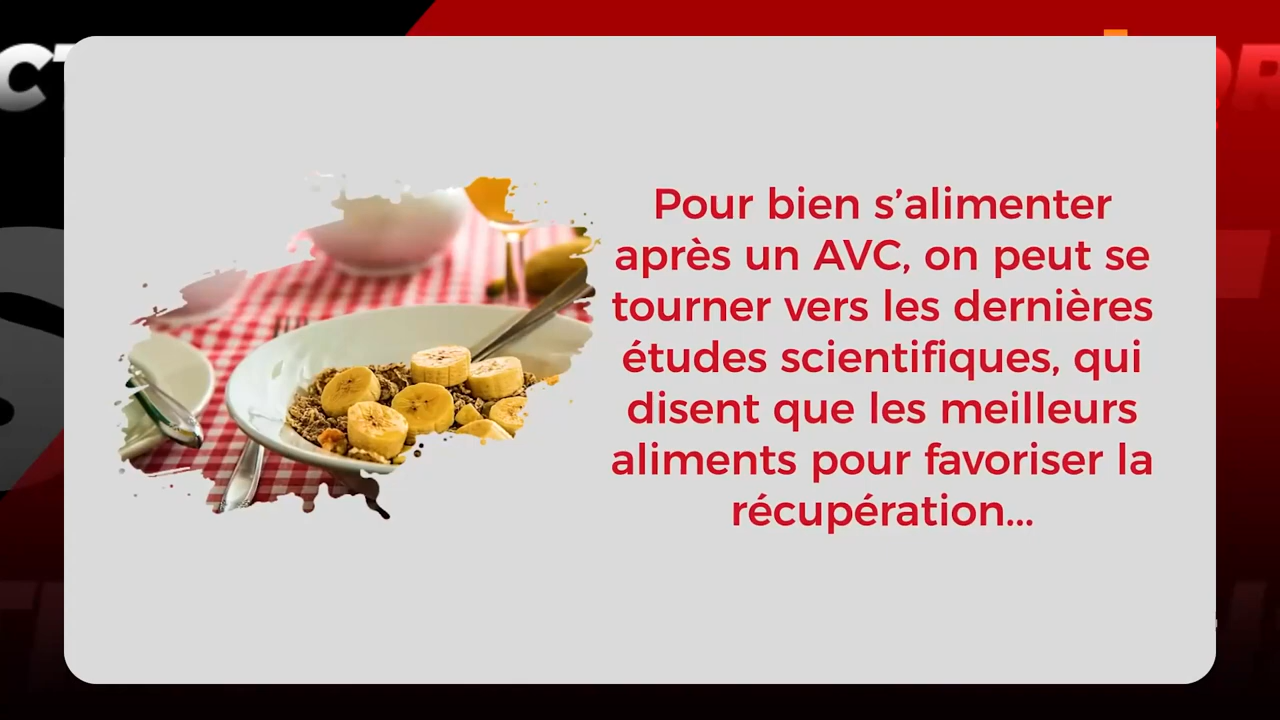 Pour bien s’alimenter
après un AVC, on peut se
tourner vers les dernières
études scientifiques, qui
disent que les meilleurs
aliments pour favoriser la
récupération...